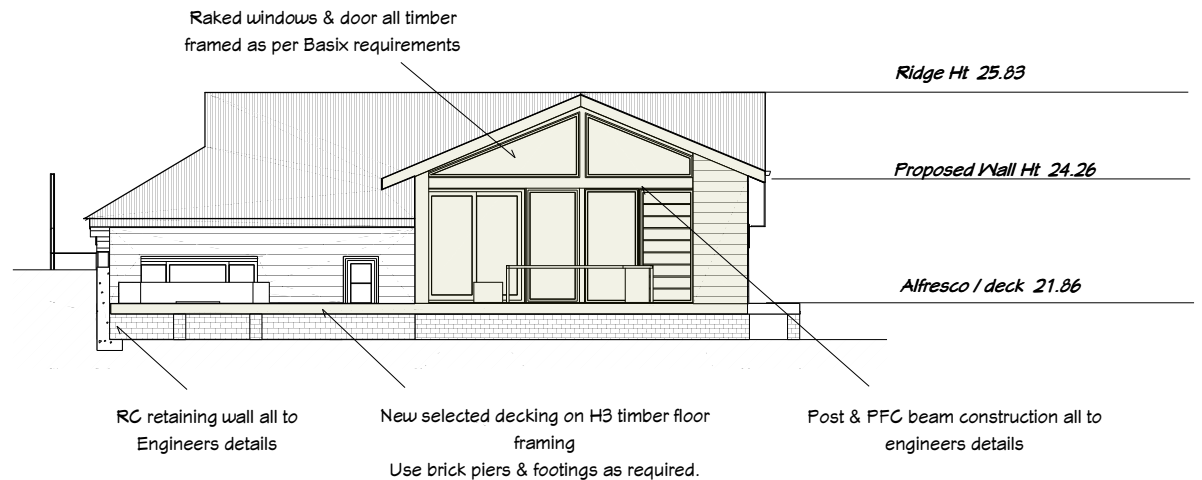 Raked windows & door all timber
framed as per Basix requirements
Ridge Ht 25.83
Proposed Wall Ht 24.26
Alfresco / deck 21.86
RC retaining wall all to
Engineers details
New selected decking on H3 timber floor
framing
Use brick piers & footings as required.
Post & PFC beam construction all to
engineers details